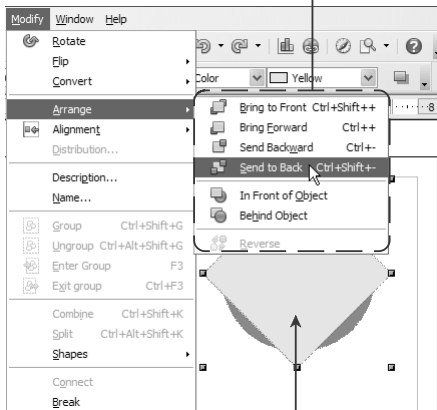 Modify Window Help
Rotate
Flip
Convert
Arrange
Alignment
Distribution...
Description...
Name...
Group Ctrl+Shift+G
Ungroup Ctrl+Alt+Shift+G
Enter Group F3
Exit group Ctrl+F3
Combine Ctrl+Shift+K
Split Ctrl+Alt+Shift+K
Shapes
Connect
Break
Color Yellow
8
Bring to Front Ctrl+Shift++
Bring Forward Ctrl++
Send Backward Ctrl+-
Send to Back Ctrl+Shift+-
In Front of Object
Behind Object
Reverse